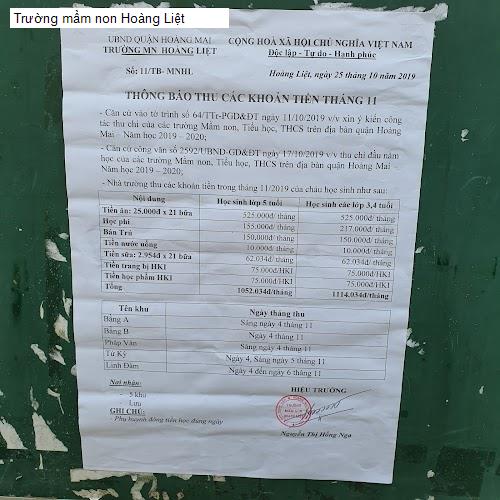 Trường mầm non Hoàng Liệt
UBND QUẬN HOÀNG MAI
TRƯỜNG MN HOÀNG LIỆT
Số: 11/TB- MNHL
CỘNG HOÀ XÃ HỘI CHỦ NGHĨA VIỆT NAM
Độc lập - Tự do - Hạnh phúc
Hoàng Liệt, ngày 25 tháng 10 năm 2019
THÔNG BÁO THU CÁC KHOẢN TIỀN THÁNG 11
- Căn cứ vào tờ trình số 64/TTr-PGD&ĐT ngày 11/10/2019 v/v xin ý kiến công
tác thu chi của các trường Mầm non, Tiểu học, THCS trên địa bàn quận Hoàng
Mai – Năm học 2019 – 2020;
- Căn cứ công văn số 2592/UBND-GD&ĐT ngày 17/10/2019 v/v thu chi đầu năm
học của các trường Mầm non, Tiểu học, THCS trên địa bàn quận Hoàng Mai –
Năm học 2019 – 2020;
- Nhà trường thu các khoản tiền trong tháng 11/2019 của cháu học sinh như sau:
Nội dung Học sinh lớp 5 tuổi Học sinh các lớp 3,4 tuổi
Tiền ăn: 25.000đ x 21 bữa 525.000đ/ tháng 525.000đ/ tháng
Học phí 155.000đ/ tháng 217.000đ/ tháng
Bán Trú 150.000đ/ tháng 150.000đ/ tháng
Tiền nước uống 10.000đ/ tháng 10.000đ/ tháng
Tiền sữa: 2.954đ x 21 bữa 62.034đ/ tháng 62.034đ/ tháng
Tiền trang bị HKI 75.000đ/HKI 75.000đ/HKI
Tiền học phẩm HKI 75.000đ/HKI 75.000đ/HKI
Tổng 1052.034đ/tháng 1114.034đ/tháng
Tên khu Ngày tháng thu
Bằng A Sáng ngày 4 tháng 11
Bằng B Ngày 4 tháng 11
Pháp Vân Sáng ngày 4 tháng 11
Tứ Kỳ Ngày 4, Sáng ngày 5 tháng 11
Linh Đàm Ngày 4 đến ngày 6 tháng 11
Nơi nhận:
- 5 khu
- Lưu
GHI CHÚ:
- Phụ huynh đóng tiền học đúng ngày
HIỆU TRƯỞNG
TRƯỜNG
MẦM NON
Nguyễn Thị Hồng Nga